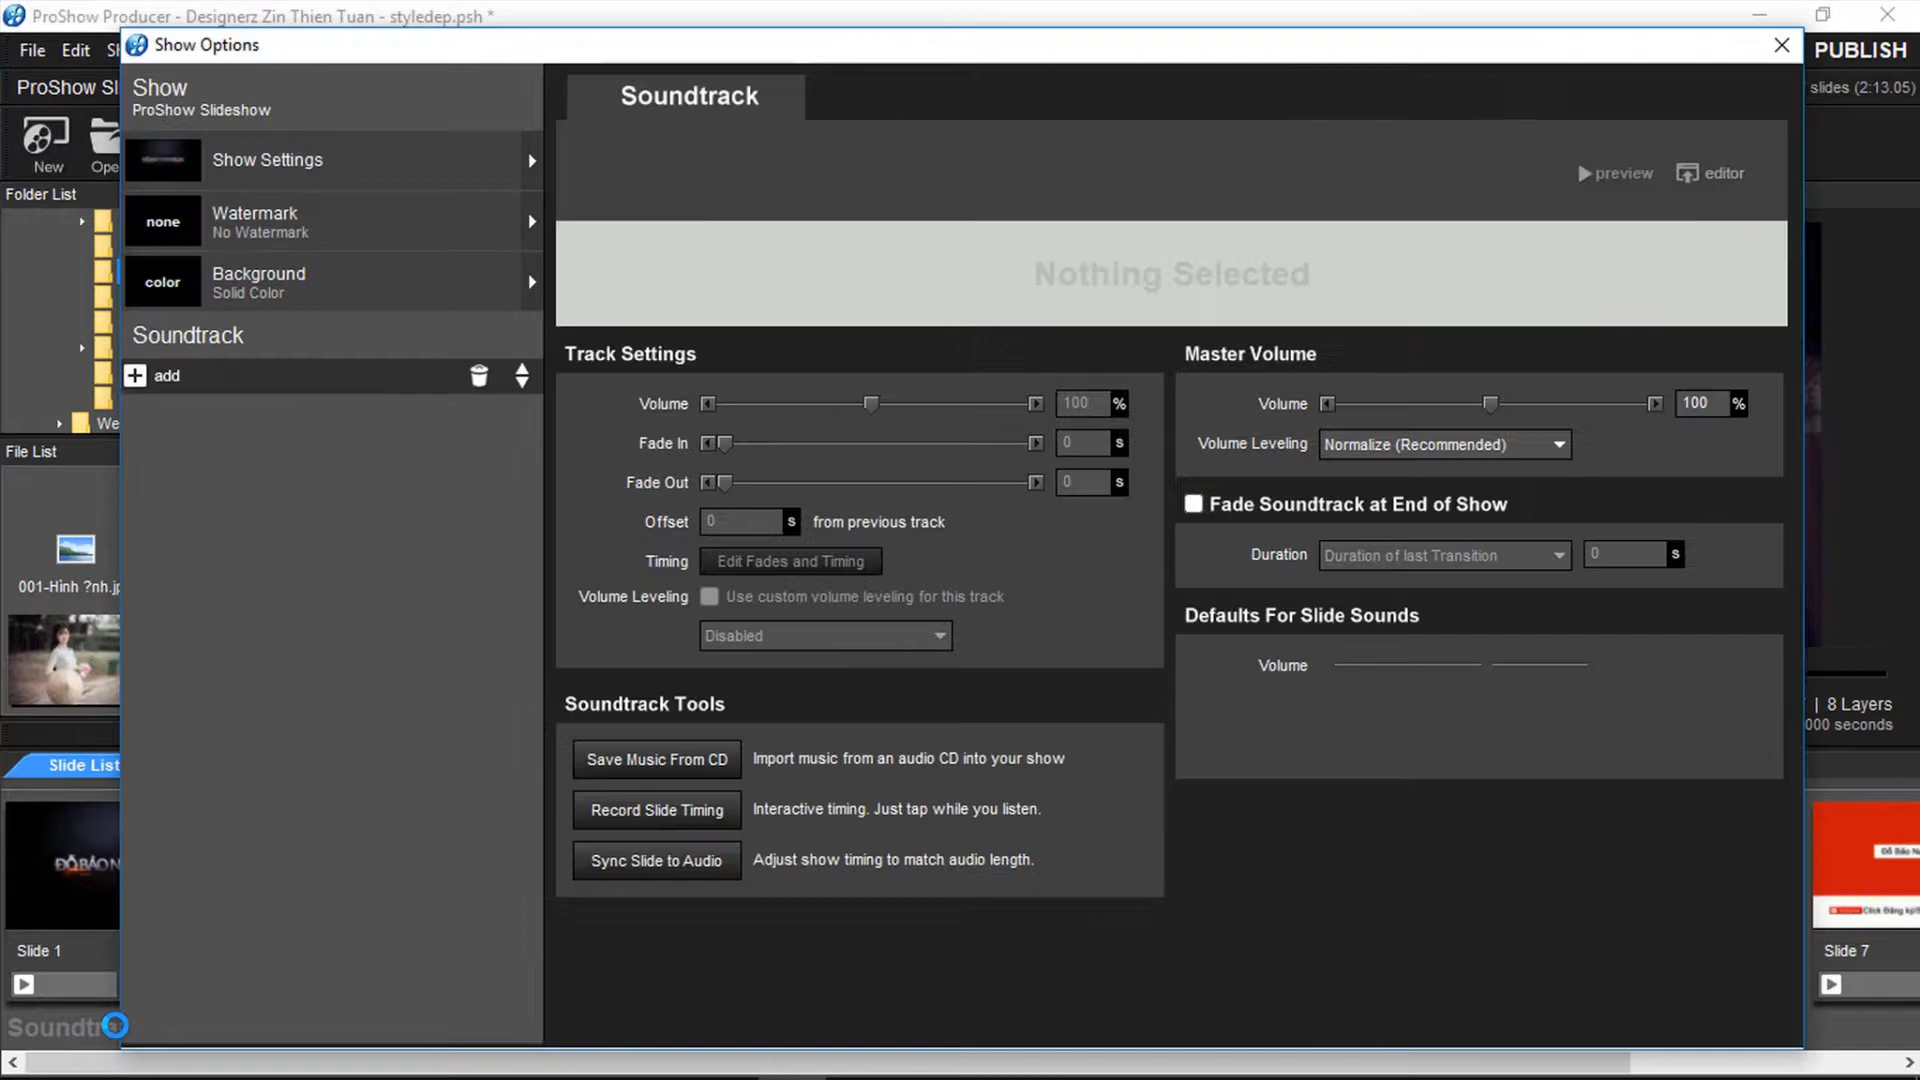 ProShow Producer - Designerz Zin Thien Tuan - styledep.psh *
Show Options
File Edit
PUBLISH
slides (2:13.05)
New
Folder List
File List
001-Hình ?nh.jp
Slide List
Slide 1
Show
ProShow Slideshow
Show Settings
none
Watermark
No Watermark
color
Background
Solid Color
Soundtrack
add
Soundtrack
preview
editor
Nothing Selected
Track Settings
Volume 100 %
Fade In 0 s
Fade Out 0 s
Offset 0 s from previous track
Timing Edit Fades and Timing
Volume Leveling Use custom volume leveling for this track
Disabled
Soundtrack Tools
Save Music From CD Import music from an audio CD into your show
Record Slide Timing Interactive timing. Just tap while you listen.
Sync Slide to Audio Adjust show timing to match audio length.
Master Volume
Volume 100 %
Volume Leveling Normalize (Recommended)
Fade Soundtrack at End of Show
Duration Duration of last Transition 0 s
Defaults For Slide Sounds
Volume
| 8 Layers
000 seconds
Slide 7